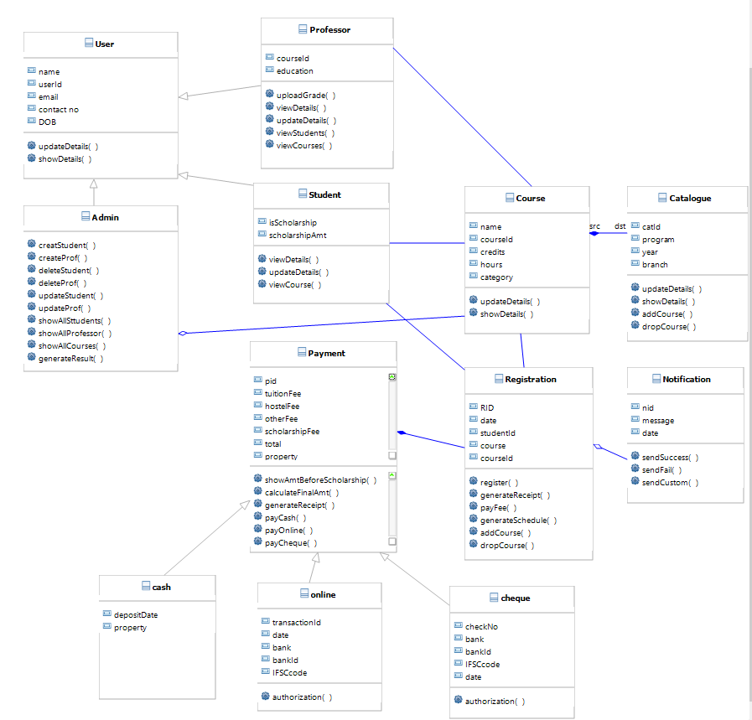 User
name
userId
email
contact no
DOB
updateDetails( )
showDetails( )
Professor
courseId
education
uploadGrade( )
viewDetails( )
updateDetails( )
viewStudents( )
viewCourses( )
Admin
creatStudent( )
createProf( )
deleteStudent( )
deleteProf( )
updateStudent( )
updateProf( )
showAllSttudents( )
showAllProfessor( )
showAllCourses( )
generateResult( )
Student
isScholarship
scholarshipAmt
viewDetails( )
updateDetails( )
viewCourse( )
Course
name
courseId
credits
hours
category
updateDetails( )
showDetails( )
src dst
Catalogue
catId
program
year
branch
updateDetails( )
showDetails( )
addCourse( )
dropCourse( )
Payment
pid
tuitionFee
hostelFee
otherFee
scholarshipFee
total
property
showAmtBeforeScholarship( )
calculateFinalAmt( )
generateReceipt( )
payCash( )
payOnline( )
payCheque( )
Registration
RID
date
studentId
course
courseId
register( )
generateReceipt( )
payFee( )
generateSchedule( )
addCourse( )
dropCourse( )
Notification
nid
message
date
sendSuccess( )
sendFail( )
sendCustom( )
cash
depositDate
property
online
transactionId
date
bank
bankId
IFSCcode
authorization( )
cheque
checkNo
bank
bankId
IFSCcode
date
authorization( )